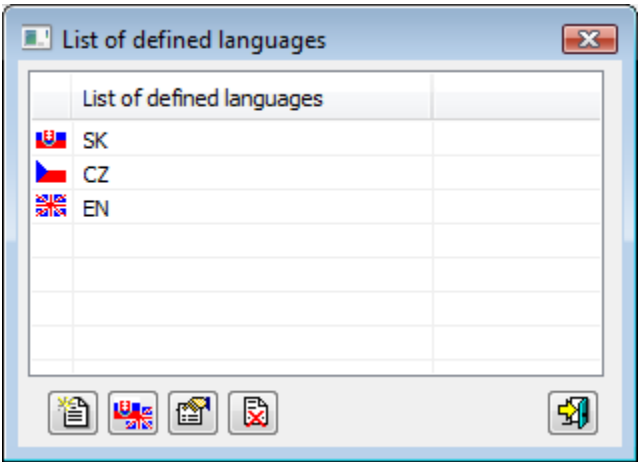 List of defined languages
List of defined languages
SK
CZ
EN